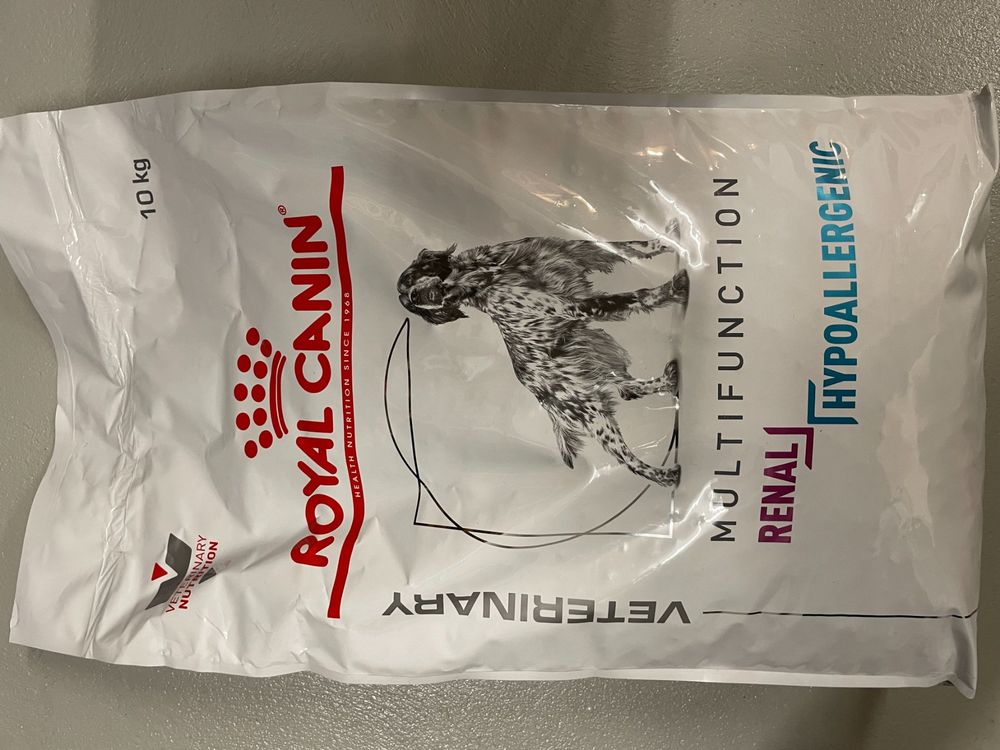 10 kg
VETERINARY
NUTRITION
ROYAL CANIN®
HEALTH NUTRITION SINCE 1968
VETERINARY
MULTIFUNCTION
RENAL
HYPOALLERGENIC